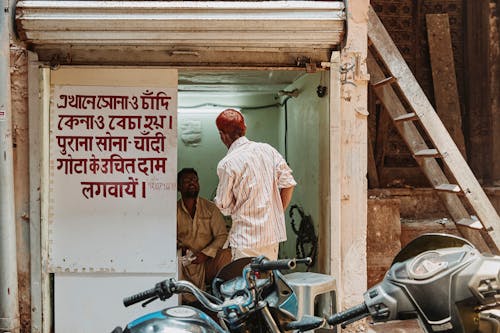 এখানে সোনাও চাঁদি
কেনাও বেচা হয় ।
पुराना सोना - चाँदी
गोटा के उचित दाम
लगवायें ।